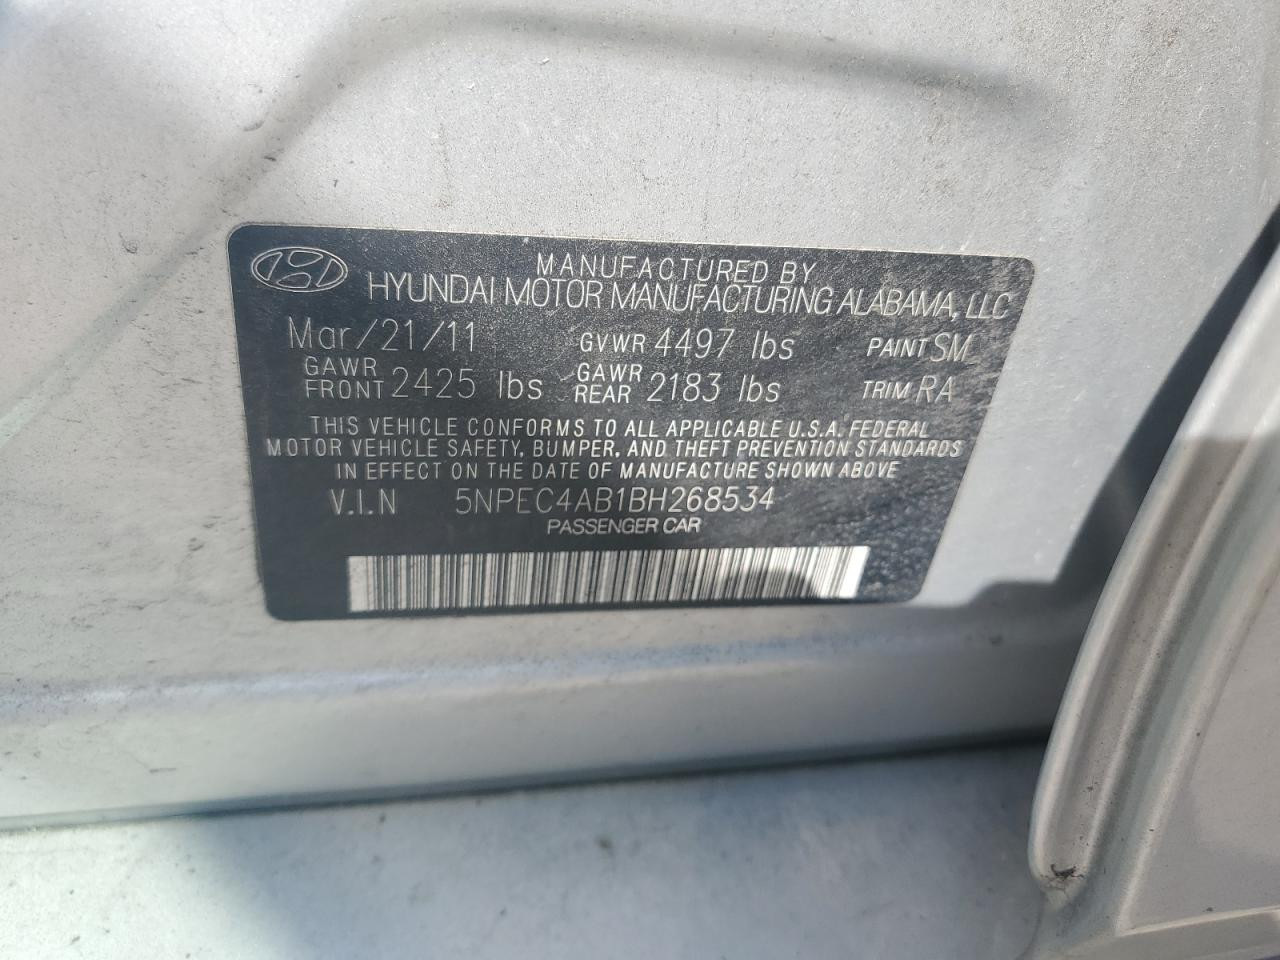 MANUFACTURED BY
HYUNDAI MOTOR MANUFACTURING ALABAMA, LLC
Mar/21/11 GVWR 4497 lbs PAINT SM
GAWR FRONT 2425 lbs GAWR REAR 2183 lbs TRIM RA
THIS VEHICLE CONFORMS TO ALL APPLICABLE U.S.A. FEDERAL
MOTOR VEHICLE SAFETY, BUMPER, AND THEFT PREVENTION STANDARDS
IN EFFECT ON THE DATE OF MANUFACTURE SHOWN ABOVE
V.I.N 5NPEC4AB1BH268534
PASSENGER CAR